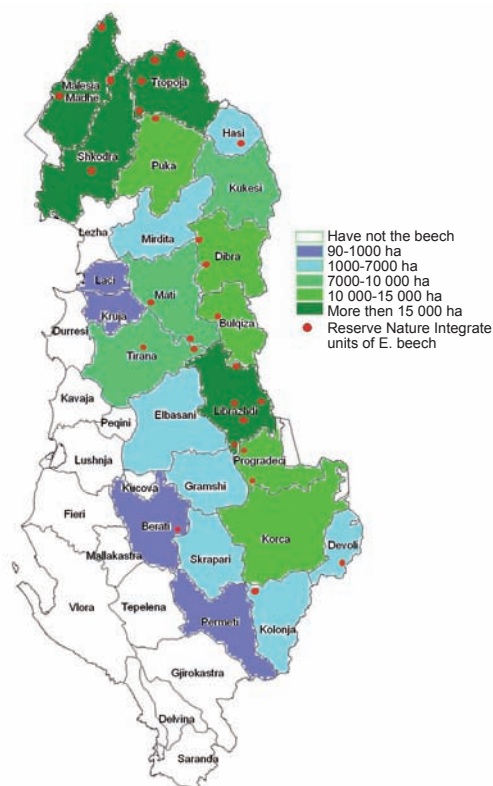 Malesia
Madhe
Tropoja
Hasi
Shkodra
Puka
Kukesi
Lezha
Mirdita
Dibra
Laci
Mati
Kruja
Bulqiza
Durresi
Tirana
Kavaja
Elbasani
Librazhdi
Peqini
Lushnja
Progradeci
Kucova
Gramshi
Fieri
Berati
Korca
Devoli
Mallakastra
Skrapari
Vlora
Tepelena
Permeti
Kolonja
Gjirokastra
Delvina
Saranda
Have not the beech
90-1000 ha
1000-7000 ha
7000-10 000 ha
10 000-15 000 ha
More then 15 000 ha
Reserve Nature Integrate
units of E. beech